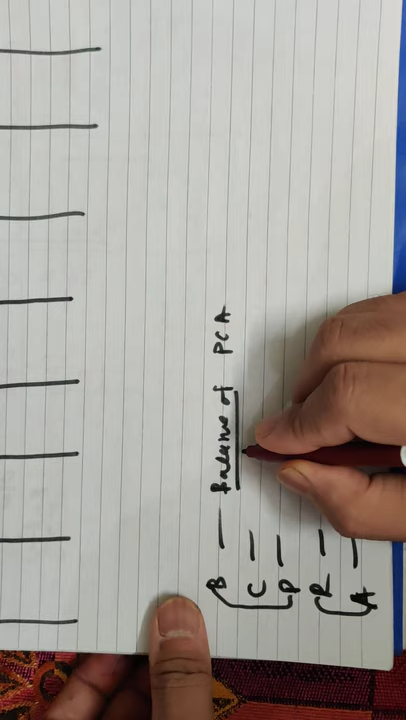 B — Balance of PCA
C —
P —
R —
A —